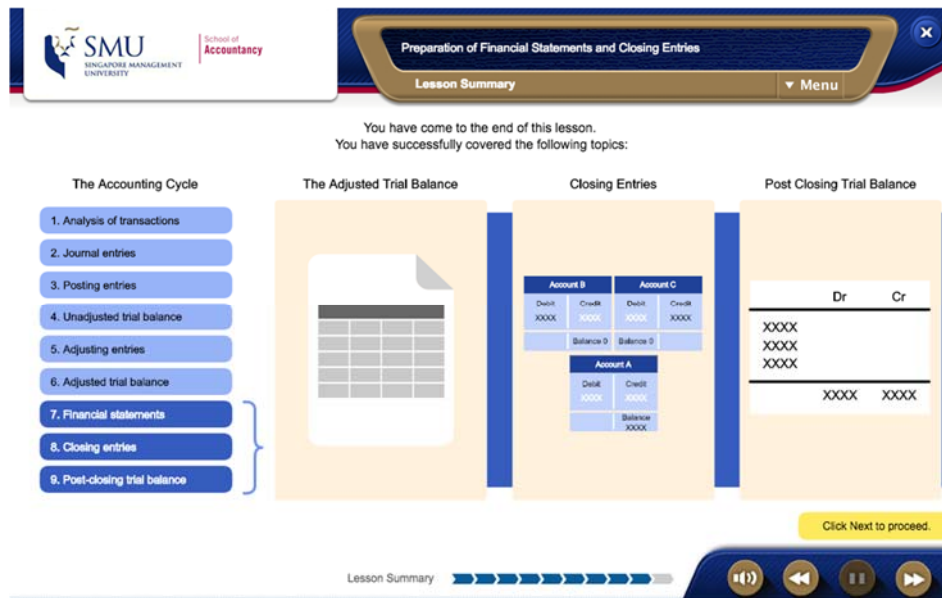 SMU
SINGAPORE MANAGEMENT
UNIVERSITY
School of
Accountancy
Preparation of Financial Statements and Closing Entries
Lesson Summary
Menu
You have come to the end of this lesson.
You have successfully covered the following topics:
The Accounting Cycle
1. Analysis of transactions
2. Journal entries
3. Posting entries
4. Unadjusted trial balance
5. Adjusting entries
6. Adjusted trial balance
7. Financial statements
8. Closing entries
9. Post-closing trial balance
The Adjusted Trial Balance
Closing Entries
Account B Account C
Debit Credit Debit Credit
XXXX XXXX XXXX XXXX
Balance 0 Balance 0
Account A
Debit Credit
XXXX XXXX
Balance
XXXX
Post Closing Trial Balance
Dr Cr
XXXX
XXXX
XXXX
XXXX XXXX
Click Next to proceed.
Lesson Summary